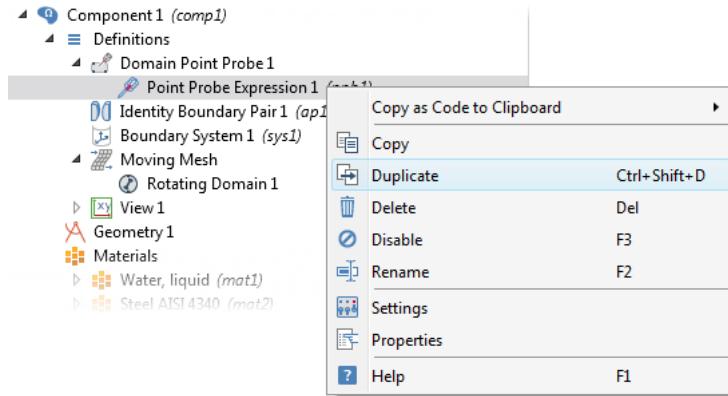 Component 1 (comp1)
Definitions
Domain Point Probe 1
Point Probe Expression 1
Identity Boundary Pair 1 (ap1
Boundary System 1 (sys1)
Moving Mesh
Rotating Domain 1
xy View 1
Geometry 1
Materials
Water, liquid (mat1)
Steel AISI 4340 (mat2)
Copy as Code to Clipboard
Copy
Duplicate Ctrl+Shift+D
Delete Del
Disable F3
Rename F2
Settings
Properties
? Help F1